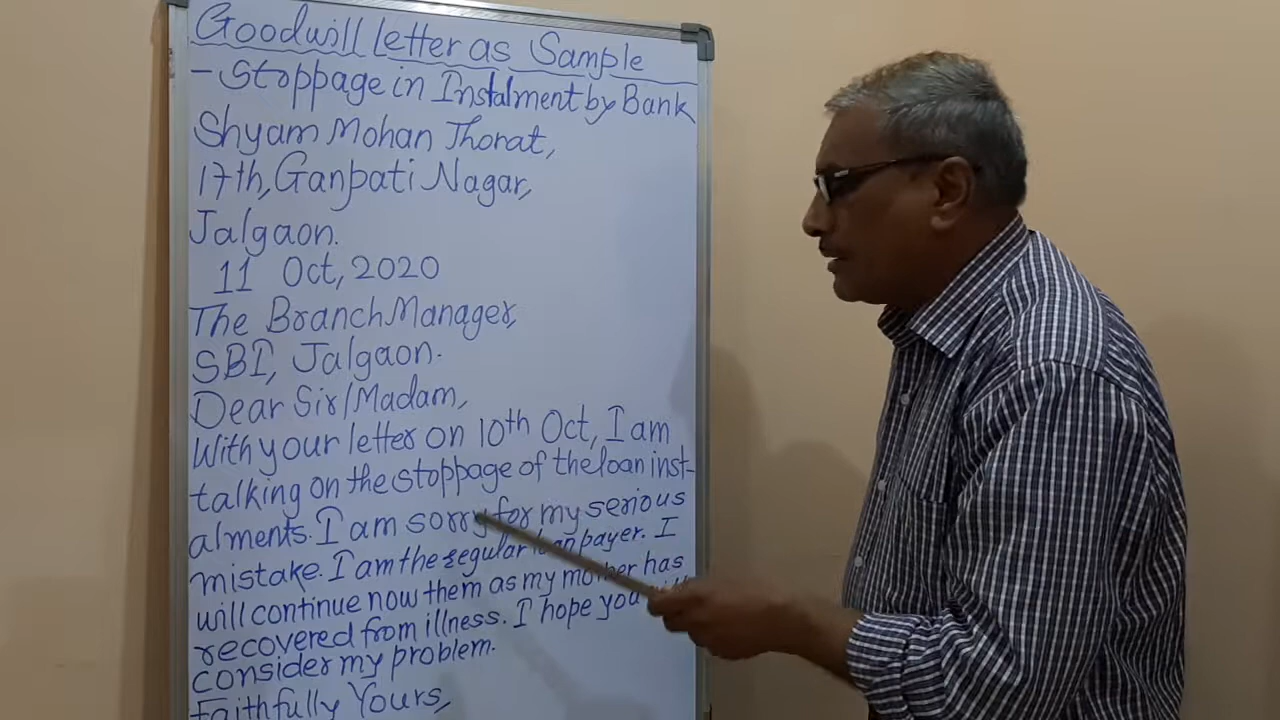 Goodwill Letter as Sample
- Stoppage in Instalment by Bank
Shyam Mohan Thorat,
17th, Ganpati Nagar,
Jalgaon.
11 Oct, 2020
The Branch Manager,
SBI, Jalgaon.
Dear Sir/Madam,
With your letter on 10th Oct, I am
talking on the stoppage of the loan inst-
alments. I am sorry for my serious
mistake. I am the regular loan payer. I
will continue now them as my mother has
recovered from illness. I hope you will
consider my problem.
Faithfully Yours,